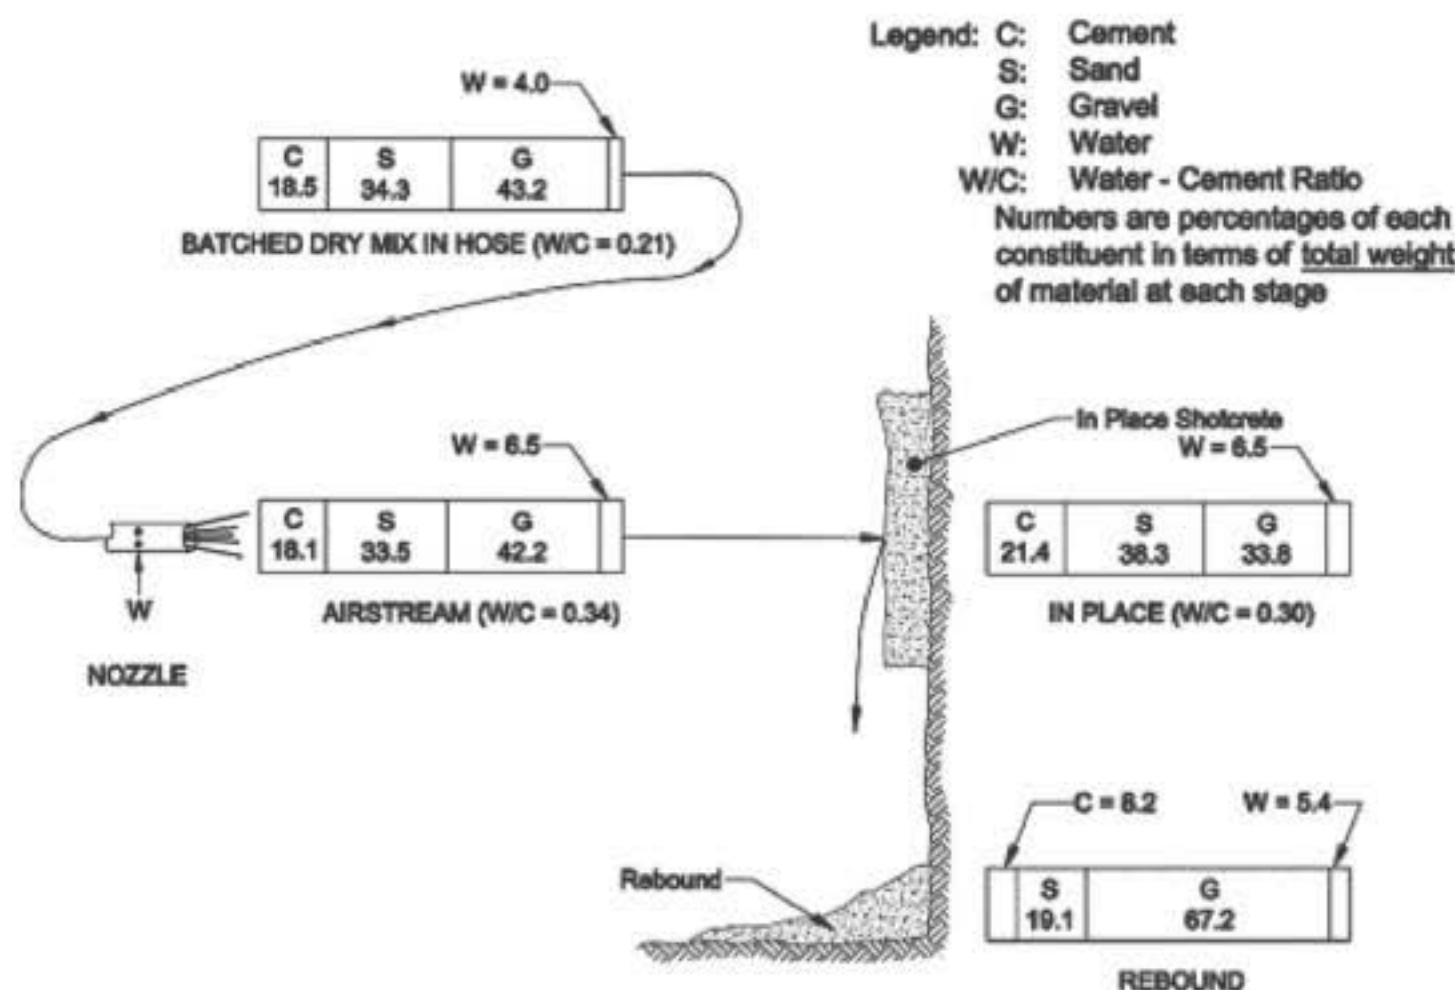 Legend: C: Cement
S: Sand
G: Gravel
W: Water
W/C: Water - Cement Ratio
Numbers are percentages of each
constituent in terms of total weight
of material at each stage
W = 4.0
C S G
18.5 34.3 43.2
BATCHED DRY MIX IN HOSE (W/C = 0.21)
In Place Shotcrete
W = 6.5
W = 6.5
C S G
18.1 33.5 42.2
AIRSTREAM (W/C = 0.34)
C S G
21.4 38.3 33.8
IN PLACE (W/C = 0.30)
W
NOZZLE
C = 8.2
W = 5.4
Rebound
S G
19.1 67.2
REBOUND